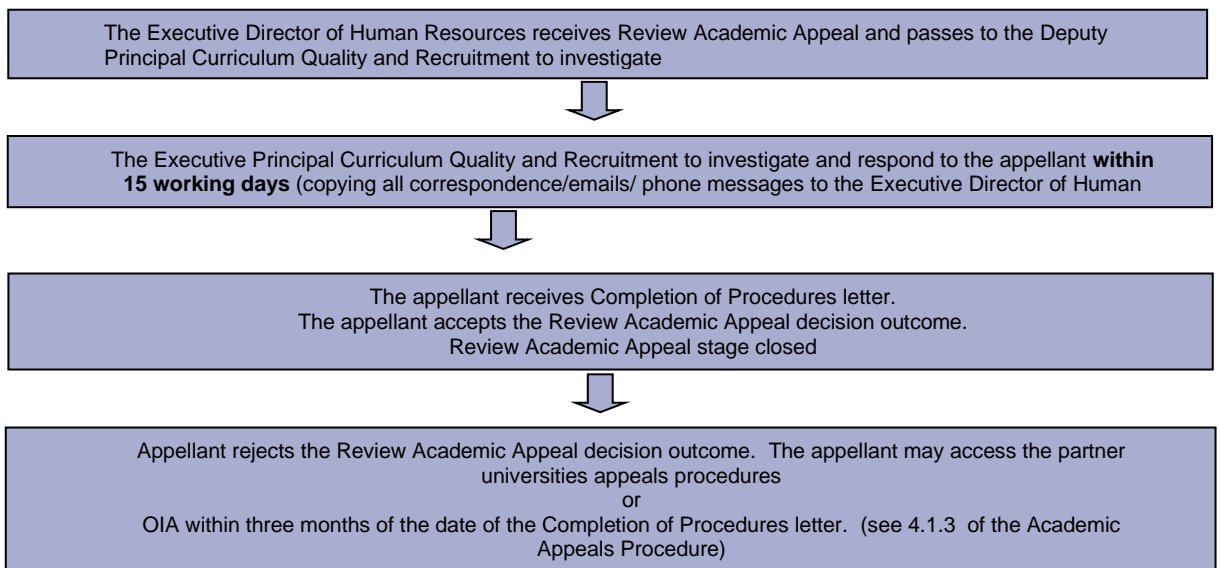 The Executive Director of Human Resources receives Review Academic Appeal and passes to the Deputy
Principal Curriculum Quality and Recruitment to investigate
The Executive Principal Curriculum Quality and Recruitment to investigate and respond to the appellant within
15 working days (copying all correspondence/emails/ phone messages to the Executive Director of Human
The appellant receives Completion of Procedures letter.
The appellant accepts the Review Academic Appeal decision outcome.
Review Academic Appeal stage closed
Appellant rejects the Review Academic Appeal decision outcome.  The appellant may access the partner
universities appeals procedures
or
OIA within three months of the date of the Completion of Procedures letter.  (see 4.1.3  of the Academic
Appeals Procedure)